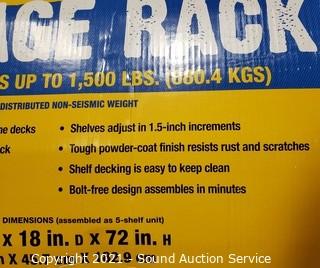 AGE RACK
S UP TO 1,500 LBS. (680.4 KGS)
DISTRIBUTED NON-SEISMIC WEIGHT
ne decks
ck
• Shelves adjust in 1.5-inch increments
• Tough powder-coat finish resists rust and scratches
• Shelf decking is easy to keep clean
• Bolt-free design assembles in minutes
DIMENSIONS (assembled as 5-shelf unit)
x 18 in. D x 72 in. H
Copyright 2021 - Sound Auction Service